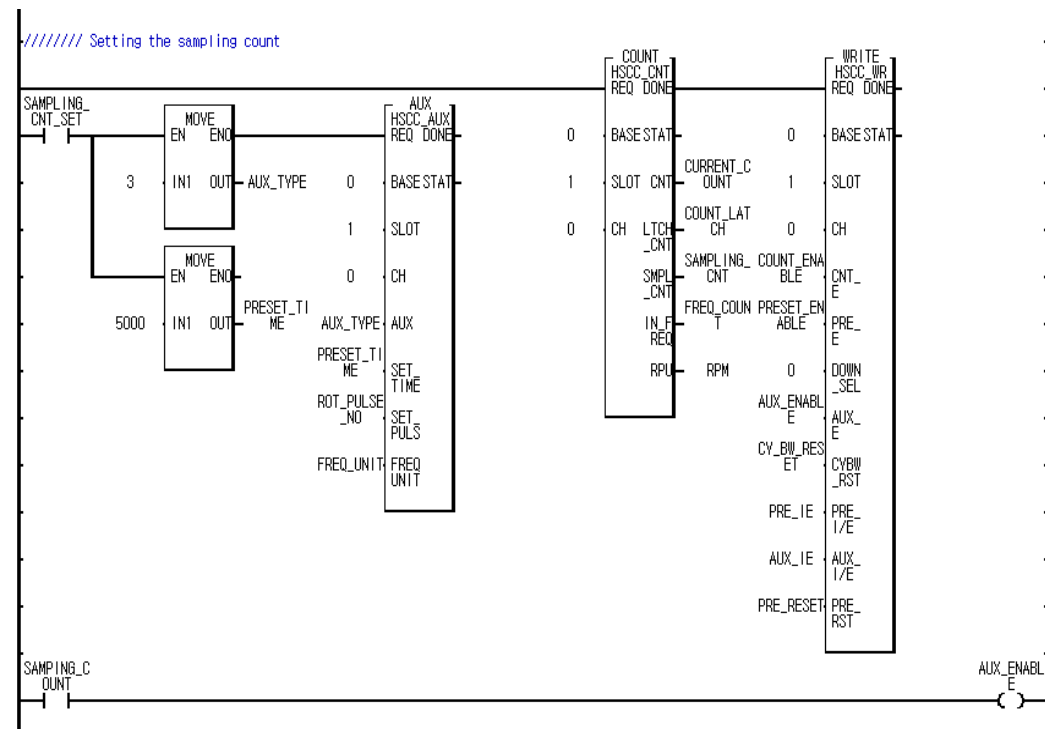 //////// Setting the sampling count
COUNT
HSCC_CNT
REQ DONE
WRITE
HSCC_WR
REQ DONE
SAMPLING_
CNT_SET
MOVE
EN ENO
AUX
HSCC_AUX
REQ DONE
0 BASE STAT
0 BASE STAT
3 IN1 OUT AUX_TYPE
0 BASE STAT
1 SLOT CNT
CURRENT_C
OUNT
1 SLOT
1 SLOT
0 CH LTCH
_CNT
COUNT_LAT
CH
0 CH
MOVE
EN ENO
0 CH
SMPL
_CNT
SAMPLING_
CNT
COUNT_ENA
BLE
CNT_
E
5000 IN1 OUT
PRESET_TI
ME
AUX_TYPE AUX
IN_F
REQ
FREQ_COUN
T
PRESET_EN
ABLE
PRE_
E
PRESET_TI
ME
SET_
TIME
RPU RPM
0 DOWN
_SEL
ROT_PULSE
_NO
SET_
PULS
AUX_ENABL
E
AUX_
E
FREQ_UNIT FREQ
UNIT
CY_BW_RES
ET
CYBW
_RST
PRE_IE PRE_
I/E
AUX_IE AUX_
I/E
PRE_RESET PRE_
RST
SAMPING_C
OUNT
AUX_ENABL
E